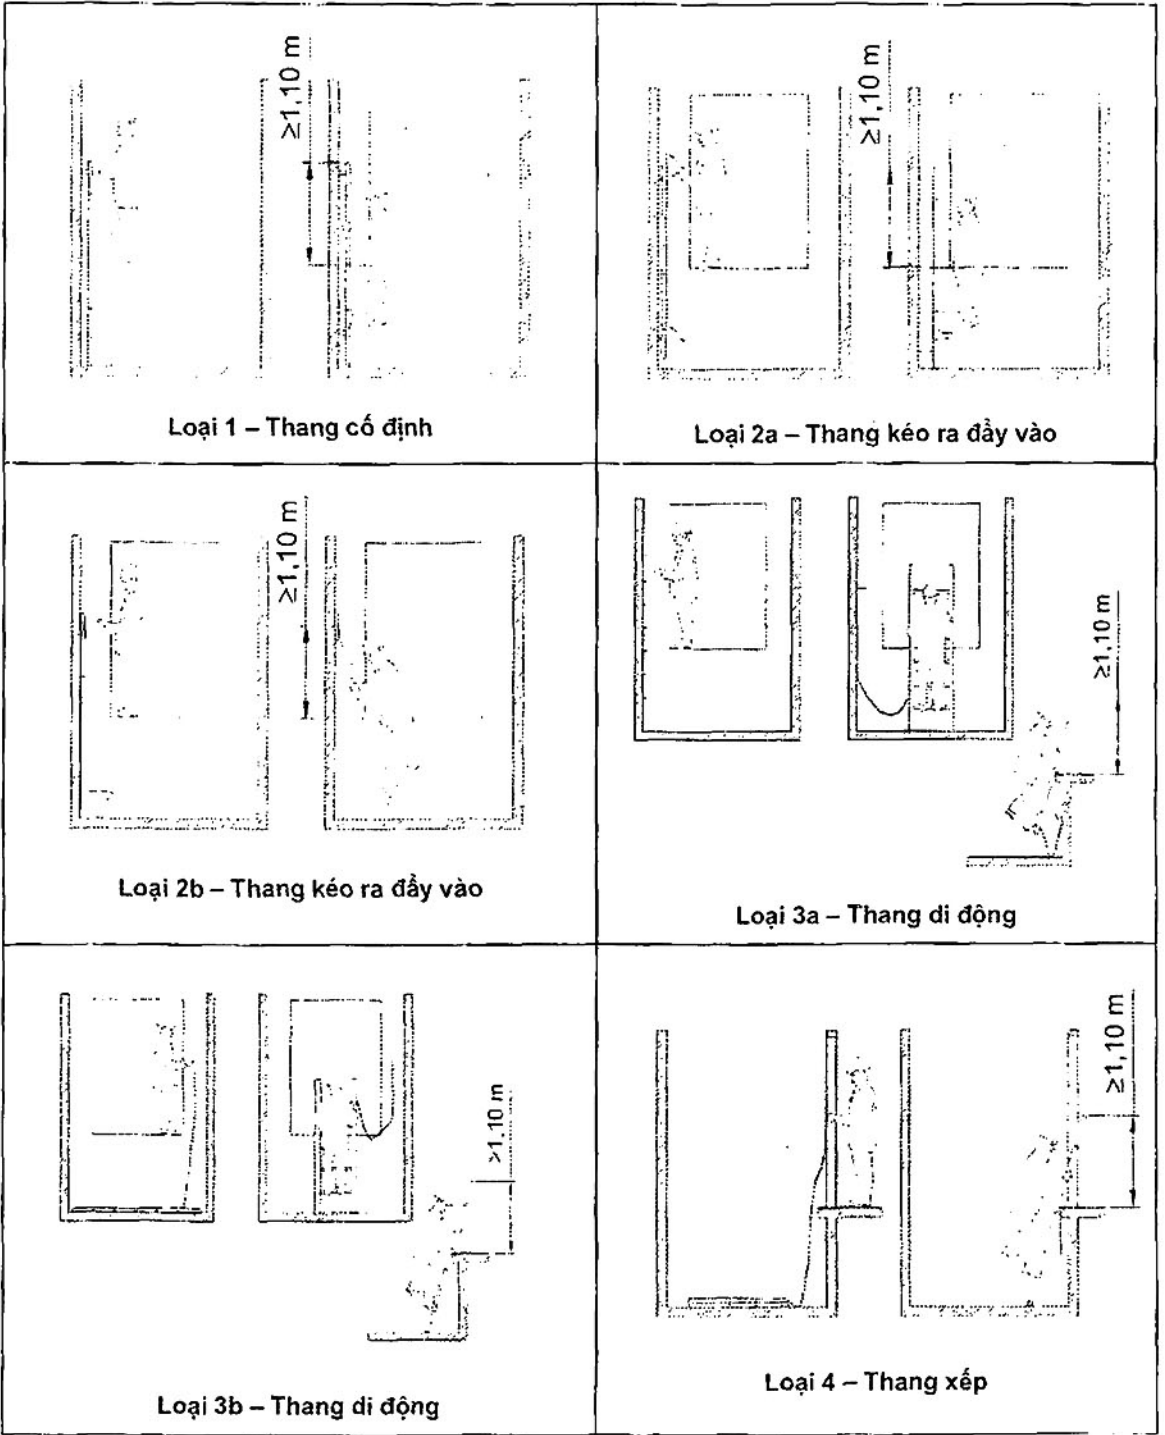 ≥1,10 m
Loại 1 – Thang cố định
≥1,10 m
Loại 2a – Thang kéo ra đẩy vào
≥1,10 m
Loại 2b – Thang kéo ra đẩy vào
≥1,10 m
Loại 3a – Thang di động
>1.10 m
Loại 3b – Thang di động
≥1,10 m
Loại 4 – Thang xếp